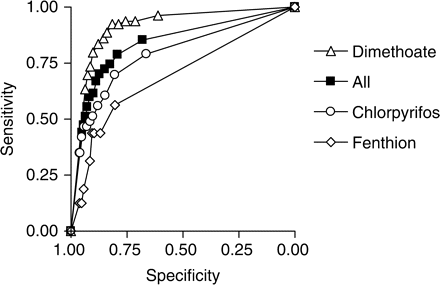 1.00
0.75
0.50
0.25
0.00
Sensitivity
1.00 0.75 0.50 0.25 0.00
Specificity
Dimethoate
All
Chlorpyrifos
Fenthion